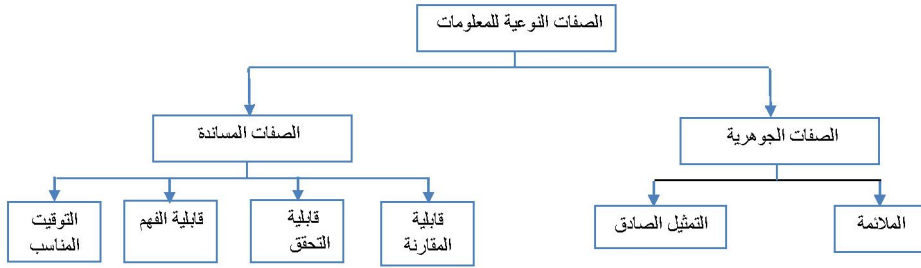 الصفات النوعية للمعلومات
الصفات الجوهرية
الصفات المساندة
الملائمة
التمثيل الصادق
قابلية
المقارنة
قابلية
التحقق
قابلية الفهم
التوقيت
المناسب